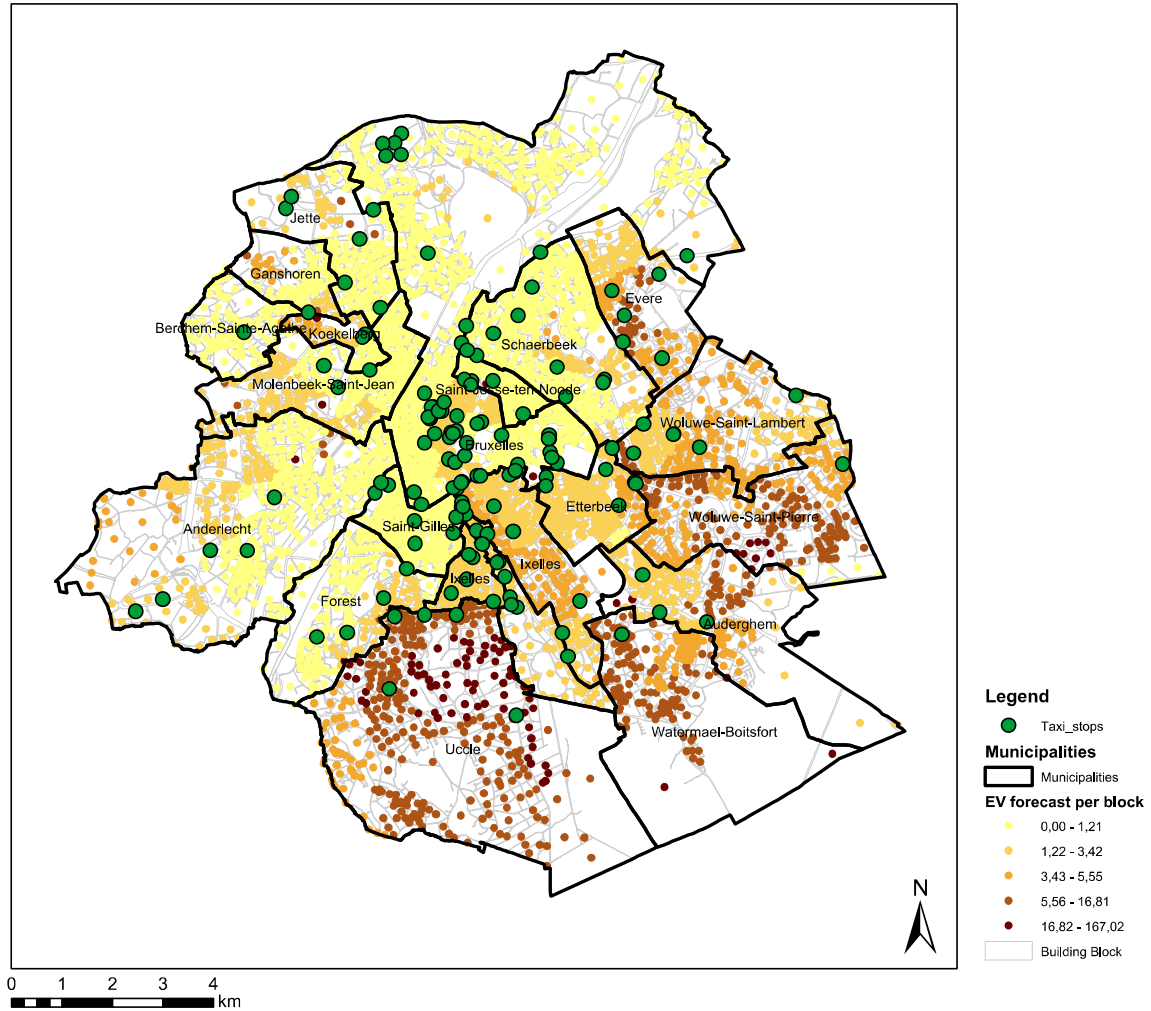 Jette
Ganshoren
Evere
Berchem-Sainte-Agathe
Koekelberg
Schaerbeek
Molenbeek-Saint-Jean
Saint-Josse-ten-Noode
Woluwe-Saint-Lambert
Bruxelles
Etterbeek
Woluwe-Saint-Pierre
Anderlecht
Saint-Gilles
Ixelles
Ixelles
Forest
Auderghem
Uccle
Watermael-Boitsfort
Legend
Taxi_stops
Municipalities
Municipalities
EV forecast per block
0,00 - 1,21
1,22 - 3,42
3,43 - 5,55
5,56 - 16,81
16,82 - 167,02
Building Block
N
0 1 2 3 4
km